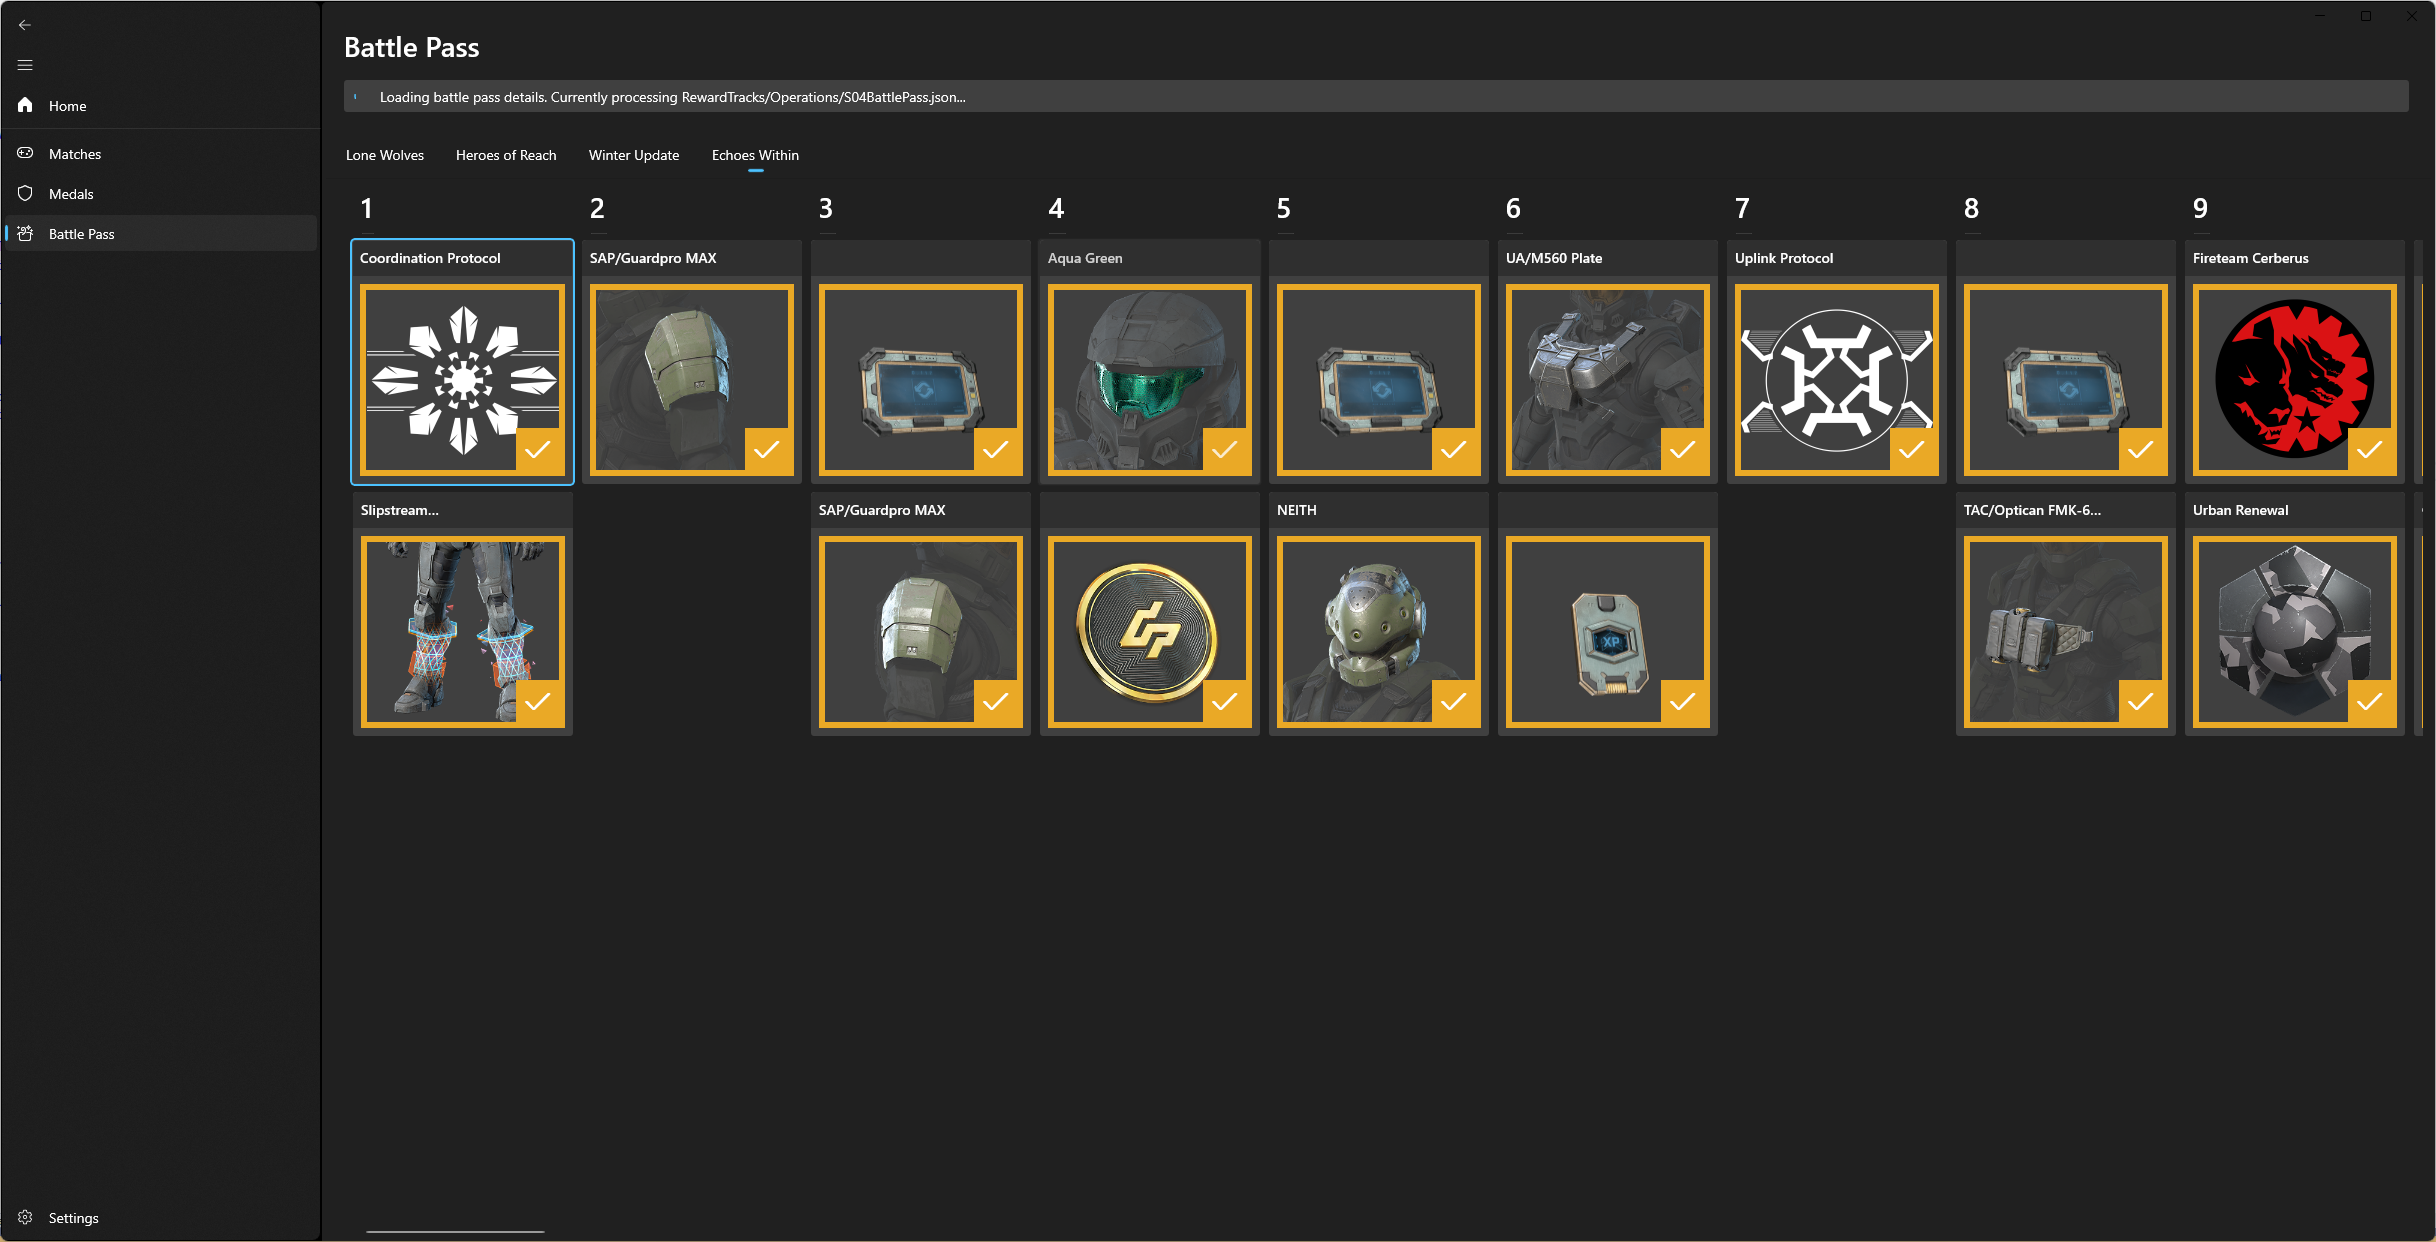 Battle Pass
Loading battle pass details. Currently processing RewardTracks/Operations/S04BattlePass.json...
Home
Matches
Medals
Battle Pass
Settings
Lone Wolves
Heroes of Reach
Winter Update
Echoes Within
1
2
3
4
5
6
7
8
9
Coordination Protocol
SAP/Guardpro MAX
Aqua Green
UA/M560 Plate
Uplink Protocol
Fireteam Cerberus
Slipstream...
SAP/Guardpro MAX
NEITH
XP
TAC/Optican FMK-6...
Urban Renewal